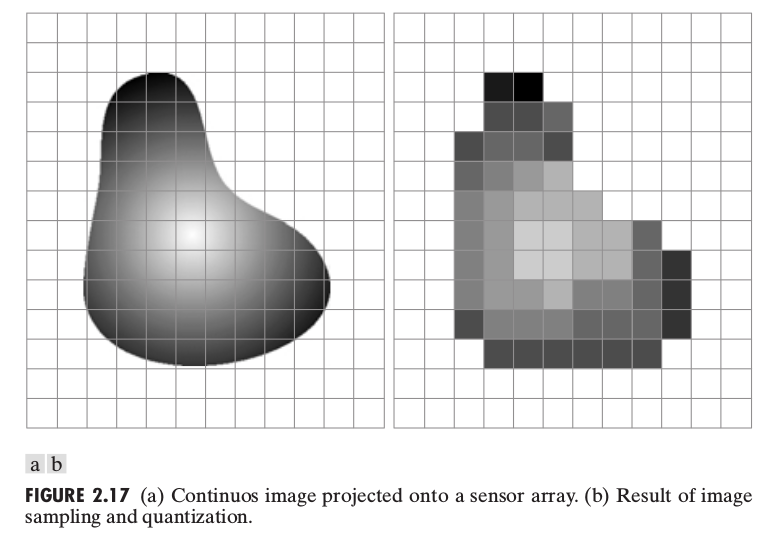 a b
FIGURE 2.17 (a) Continuos image projected onto a sensor array. (b) Result of image
sampling and quantization.